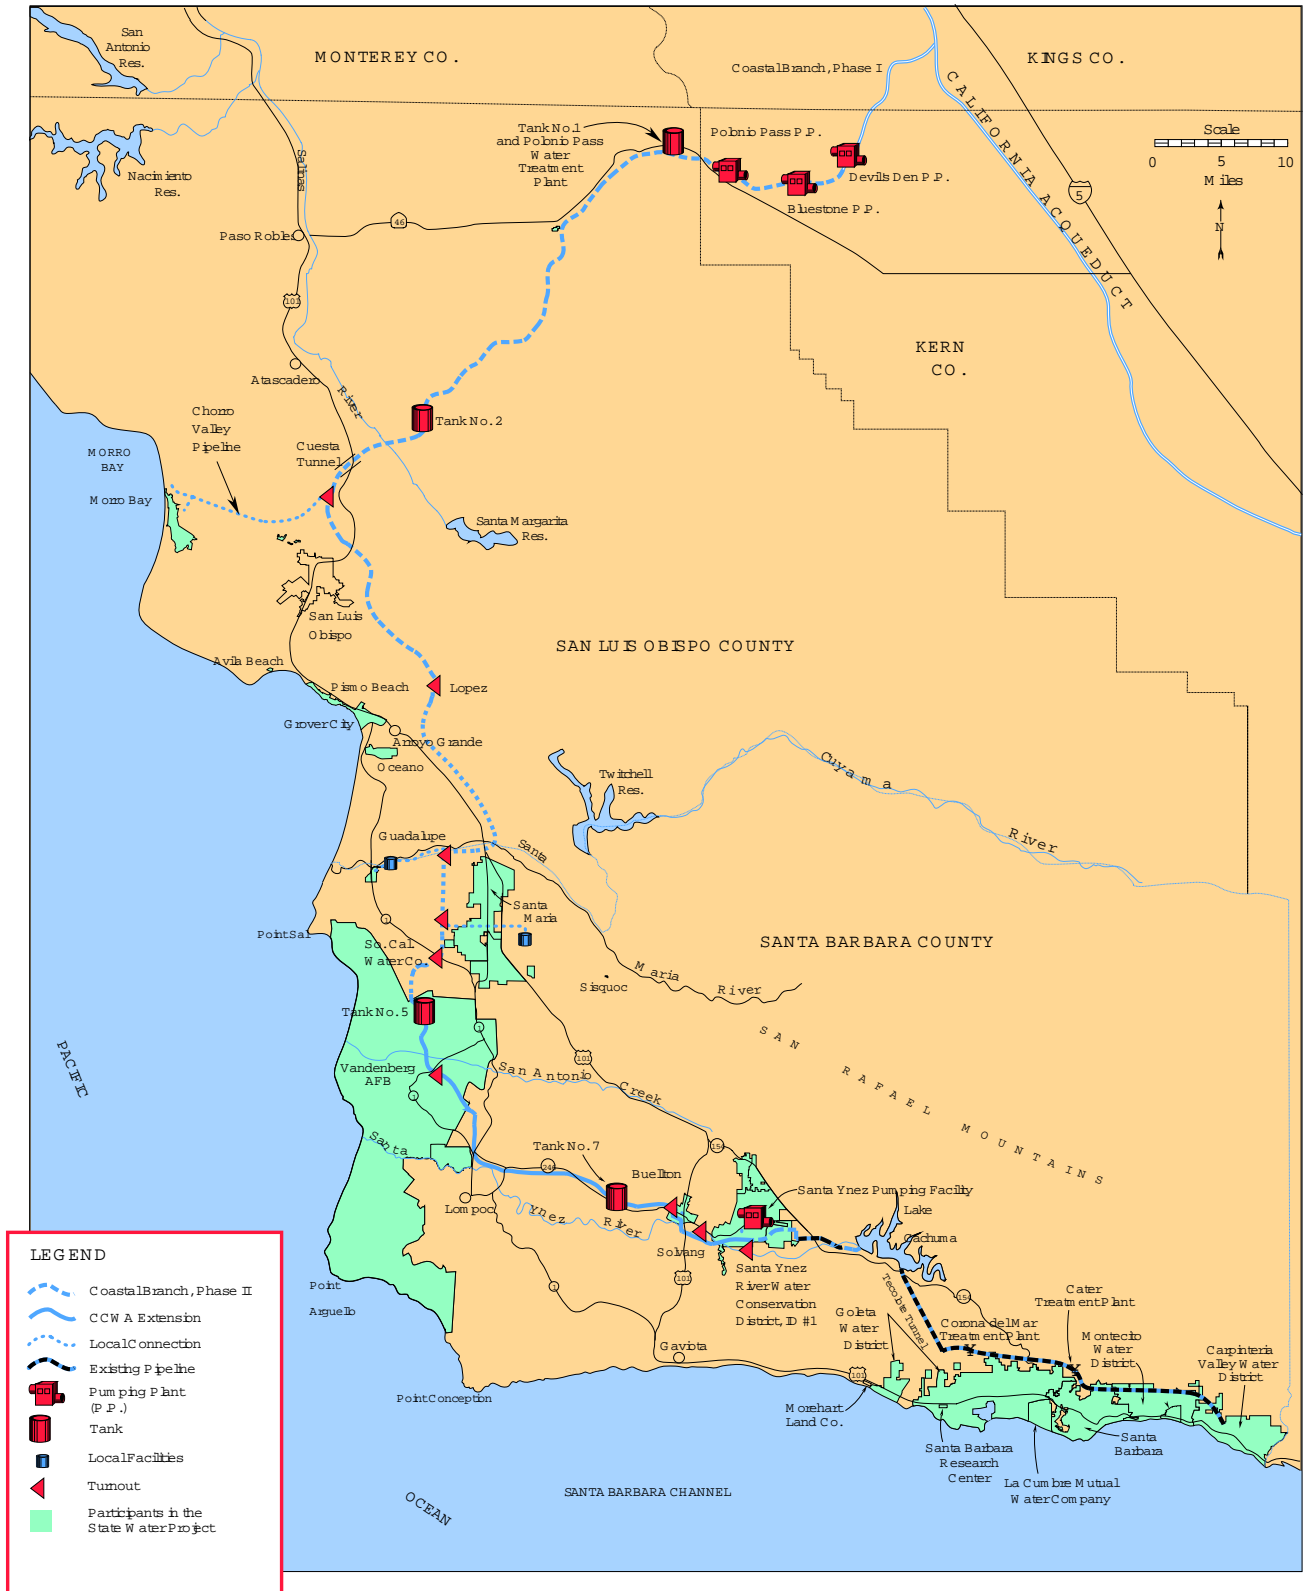 San
Antonio
Res.
MONTEREY CO.
Coastal Branch, Phase I
KINGS CO.
CALIFORNIA ACQUEDUCT
Tank No.1
and Polonio Pass
Water
Treatment
Plant
Polonio Pass P.P.
Scale
0 5 10
Miles
N
Nacimiento
Res.
Salinas
Devil's Den P.P.
Bluestone P.P.
5
46
Paso Robles
101
KERN
CO.
Atascadero
River
Chorro
Valley
Pipeline
Tank No. 2
Cuesta
Tunnel
MORRO
BAY
Morro Bay
Santa Margarita
Res.
San Luis
Obispo
SAN LUIS OBISPO COUNTY
Avila Beach
Pismo Beach
Lopez
Grover City
Arroyo Grande
Oceano
Twitchell
Res.
Cuyama
River
Guadalupe
Santa
Santa
Maria
1
Point Sal
So. Cal.
Water Co.
SANTA BARBARA COUNTY
Maria
River
Sisquoc
Tank No. 5
1
SAN
RAFAEL MOUNTAINS
PACIFIC
101
Vandenberg
AFB
San Antonio
Creek
1
Santa
154
Tank No. 7
246
Buellton
Santa Ynez Pumping Facility
Lompoc
Ynez
River
Lake
Cachuma
Solvang
Santa Ynez
River Water
Conservation
District, ID #1
101
1
Point
Arguello
Tecolote Tunnel
154
Goleta
Water
District
Corona del Mar
Treatment Plant
Cater
Treatment Plant
Montecito
Water
District
Carpinteria
Valley Water
District
Gaviota
101
Point Conception
Morehart
Land Co.
Santa Barbara
Research
Center
La Cumbre Mutual
Water Company
Santa
Barbara
SANTA BARBARA CHANNEL
OCEAN
LEGEND
Coastal Branch, Phase II
CCWA Extension
Local Connection
Existing Pipeline
Pumping Plant
(P.P.)
Tank
Local Facilities
Turnout
Participants in the
State Water Project